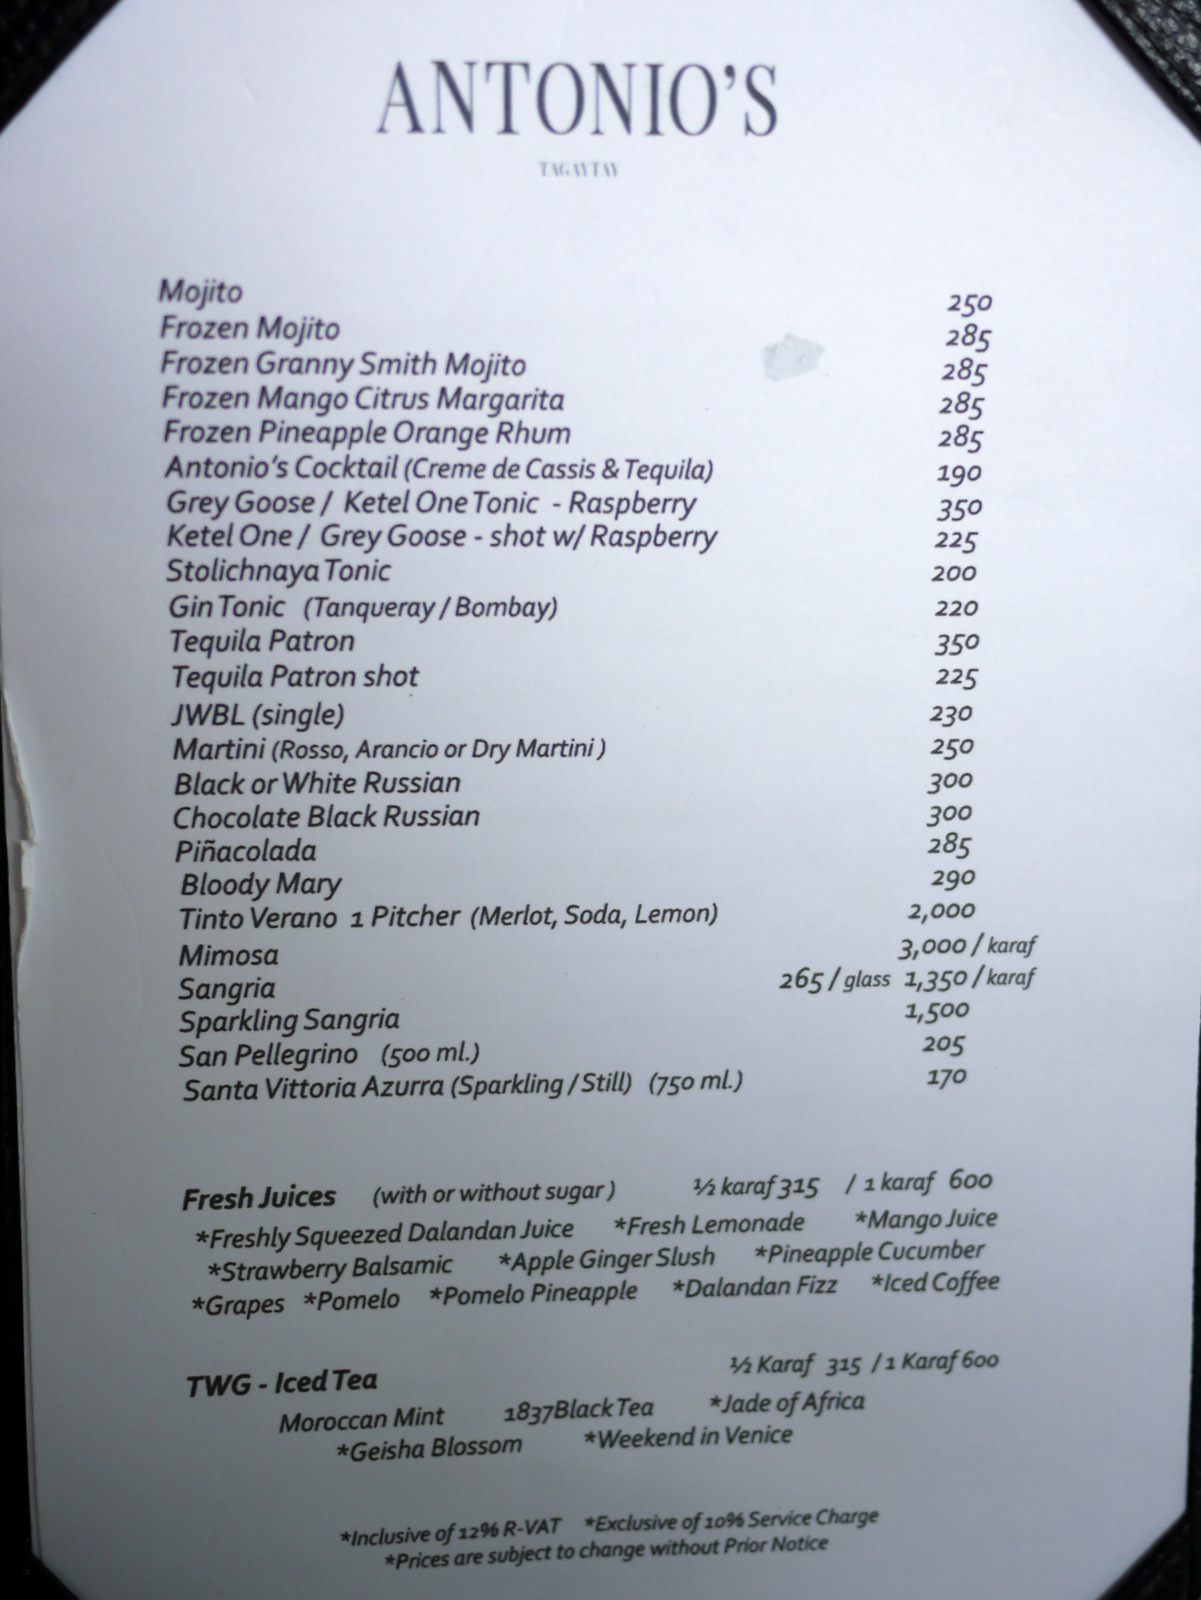 ANTONIO'S
TAGAYTAY
Mojito 250
Frozen Mojito 285
Frozen Granny Smith Mojito 285
Frozen Mango Citrus Margarita 285
Frozen Pineapple Orange Rhum 285
Antonio's Cocktail (Creme de Cassis & Tequila) 190
Grey Goose / Ketel One Tonic - Raspberry 350
Ketel One / Grey Goose - shot w/ Raspberry 225
Stolichnaya Tonic 200
Gin Tonic (Tanqueray / Bombay) 220
Tequila Patron 350
Tequila Patron shot 225
JWBL (single) 230
Martini (Rosso, Arancio or Dry Martini ) 250
Black or White Russian 300
Chocolate Black Russian 300
Piñacolada 285
Bloody Mary 290
Tinto Verano 1 Pitcher (Merlot, Soda, Lemon) 2,000
Mimosa 3,000 / karaf
Sangria 265 / glass 1,350 / karaf
Sparkling Sangria 1,500
San Pellegrino (500 ml.) 205
Santa Vittoria Azurra (Sparkling / Still) (750 ml.) 170
Fresh Juices (with or without sugar ) ½ karaf 315 / 1 karaf 600
*Freshly Squeezed Dalandan Juice *Fresh Lemonade *Mango Juice
*Strawberry Balsamic *Apple Ginger Slush *Pineapple Cucumber
*Grapes *Pomelo *Pomelo Pineapple *Dalandan Fizz *Iced Coffee
TWG - Iced Tea ½ Karaf 315 / 1 Karaf 600
Moroccan Mint 1837 Black Tea *Jade of Africa
*Geisha Blossom *Weekend in Venice
*Inclusive of 12% R-VAT *Exclusive of 10% Service Charge
*Prices are subject to change without Prior Notice